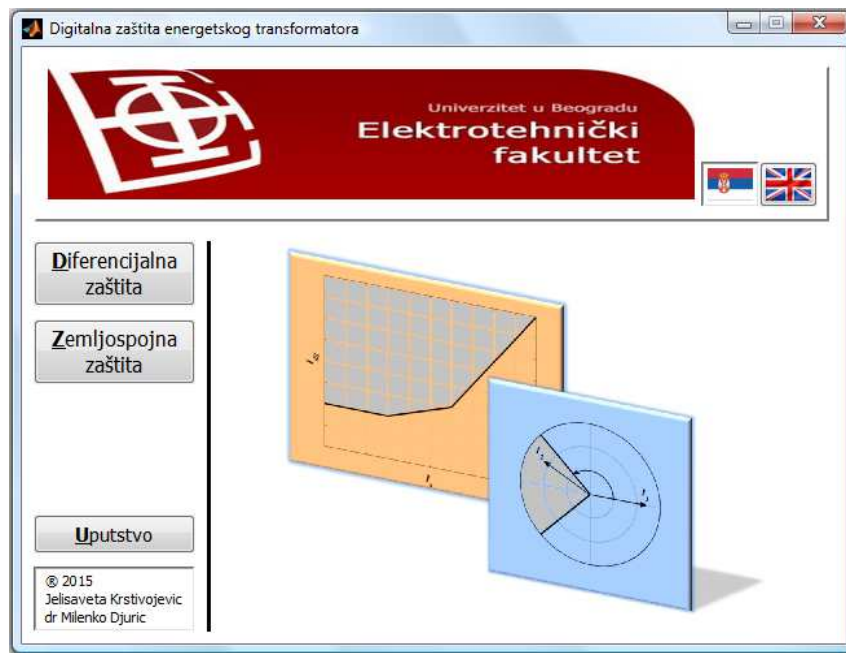 Digitalna zaštita energetskog transformatora
Univerzitet u Beogradu
Elektrotehnički
fakultet
Diferencijalna
zaštita
Zemljospojna
zaštita
Uputstvo
® 2015
Jelisaveta Krstivojevic
dr Milenko Djuric